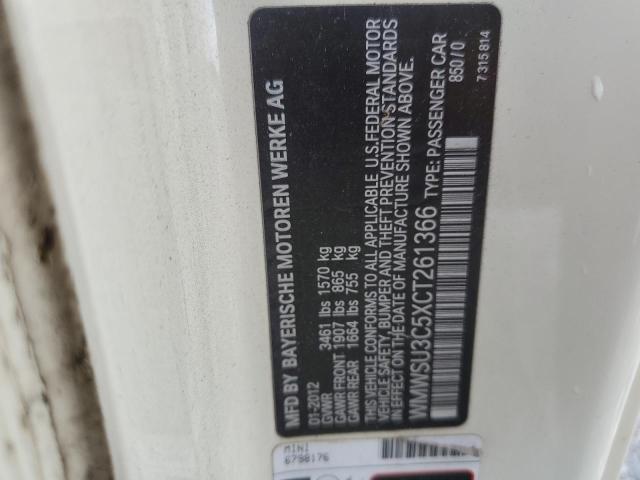 MFD BY BAYERISCHE MOTOREN WERKE AG
01-2012
GVWR 3461 lbs 1570 kg
GAWR FRONT 1907 lbs 865 kg
GAWR REAR 1664 lbs 755 kg
THIS VEHICLE CONFORMS TO ALL APPLICABLE U.S. FEDERAL MOTOR
VEHICLE SAFETY, BUMPER AND THEFT PREVENTION STANDARDS
IN EFFECT ON THE DATE OF MANUFACTURE SHOWN ABOVE.
WMWSU3C5XCT261366 TYPE: PASSENGER CAR
850/0
7 315 814
MINI
6798176